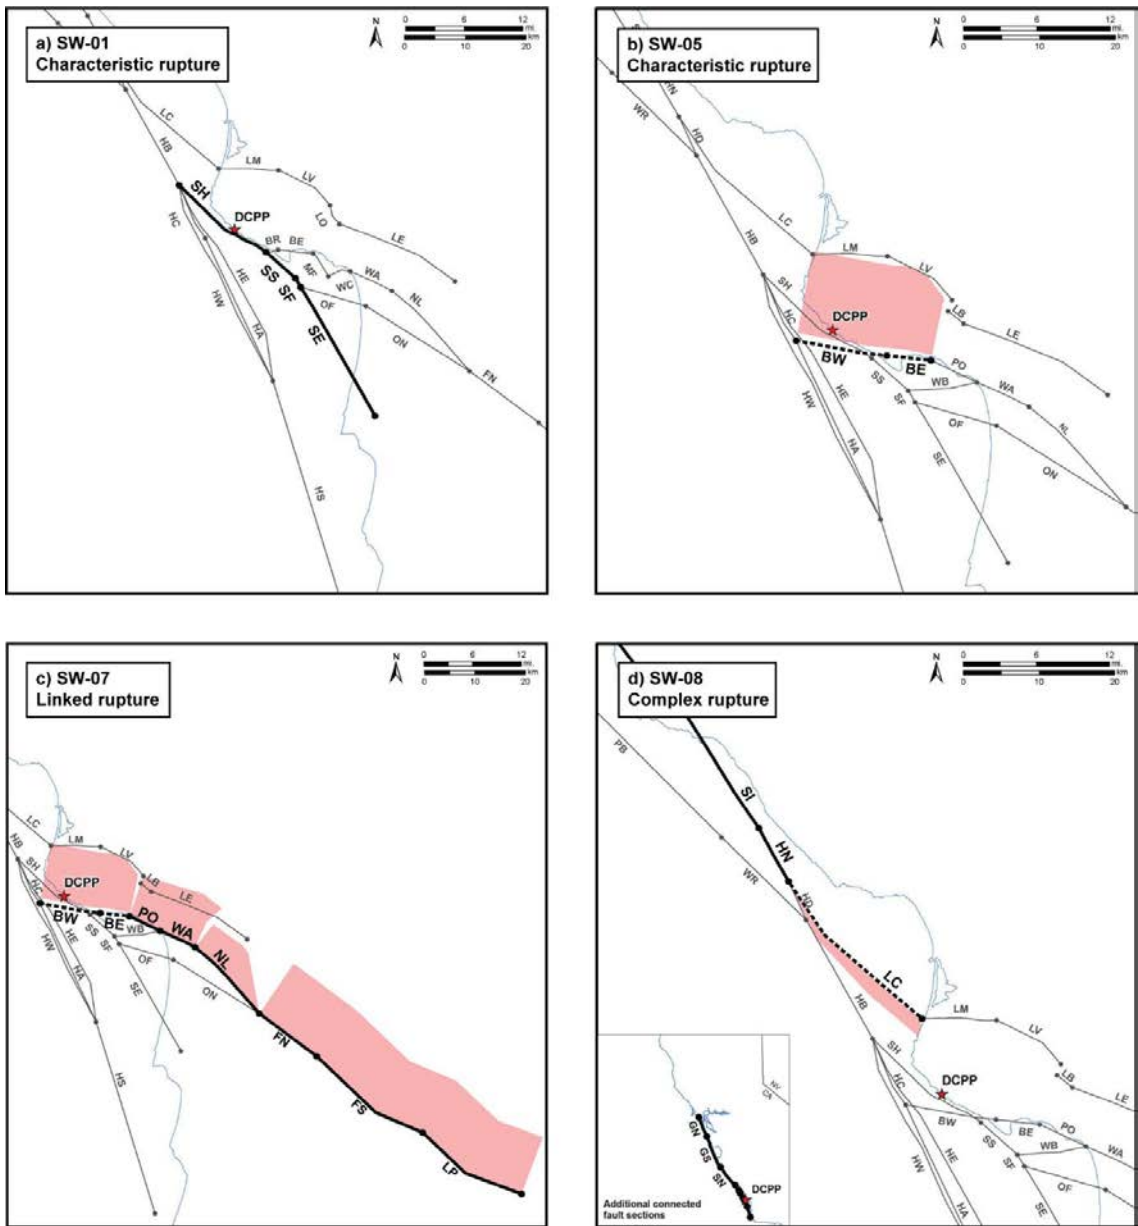 a) SW-01
Characteristic rupture
N
0 6 12
mi.
km
0 10 20
LC
HB
LM
LV
SH
LO
DCPP
HC
BR
BE
LE
MF
WA
HE
SS
WC
NL
HW
SF
OF
HA
SE
ON
FN
HS
b) SW-05
Characteristic rupture
N
0 6 12
mi.
km
0 10 20
HN
WR
HD
LC
LM
HB
LV
SH
LB
DCPP
HC
LE
BW
BE
PO
HE
SS
WB
WA
HW
SF
OF
NL
HA
SE
ON
c) SW-07
Linked rupture
N
0 6 12
mi.
km
0 10 20
LC
HB
LM
LV
SH
LB
DCPP
LE
HC
BW
BE
PO
SS
WA
WB
HE
SF
HW
OF
NL
HA
SE
ON
FN
HS
FS
LP
d) SW-08
Complex rupture
N
0 6 12
mi.
km
0 10 20
PB
SI
HN
WR
HD
LC
HB
LM
LV
SH
LB
HC
DCPP
LE
BW
BE
PO
SS
WB
WA
HE
SF
HW
OF
HA
SE
NV
CA
GN
GS
SN
DCPP
Additional connected
fault sections